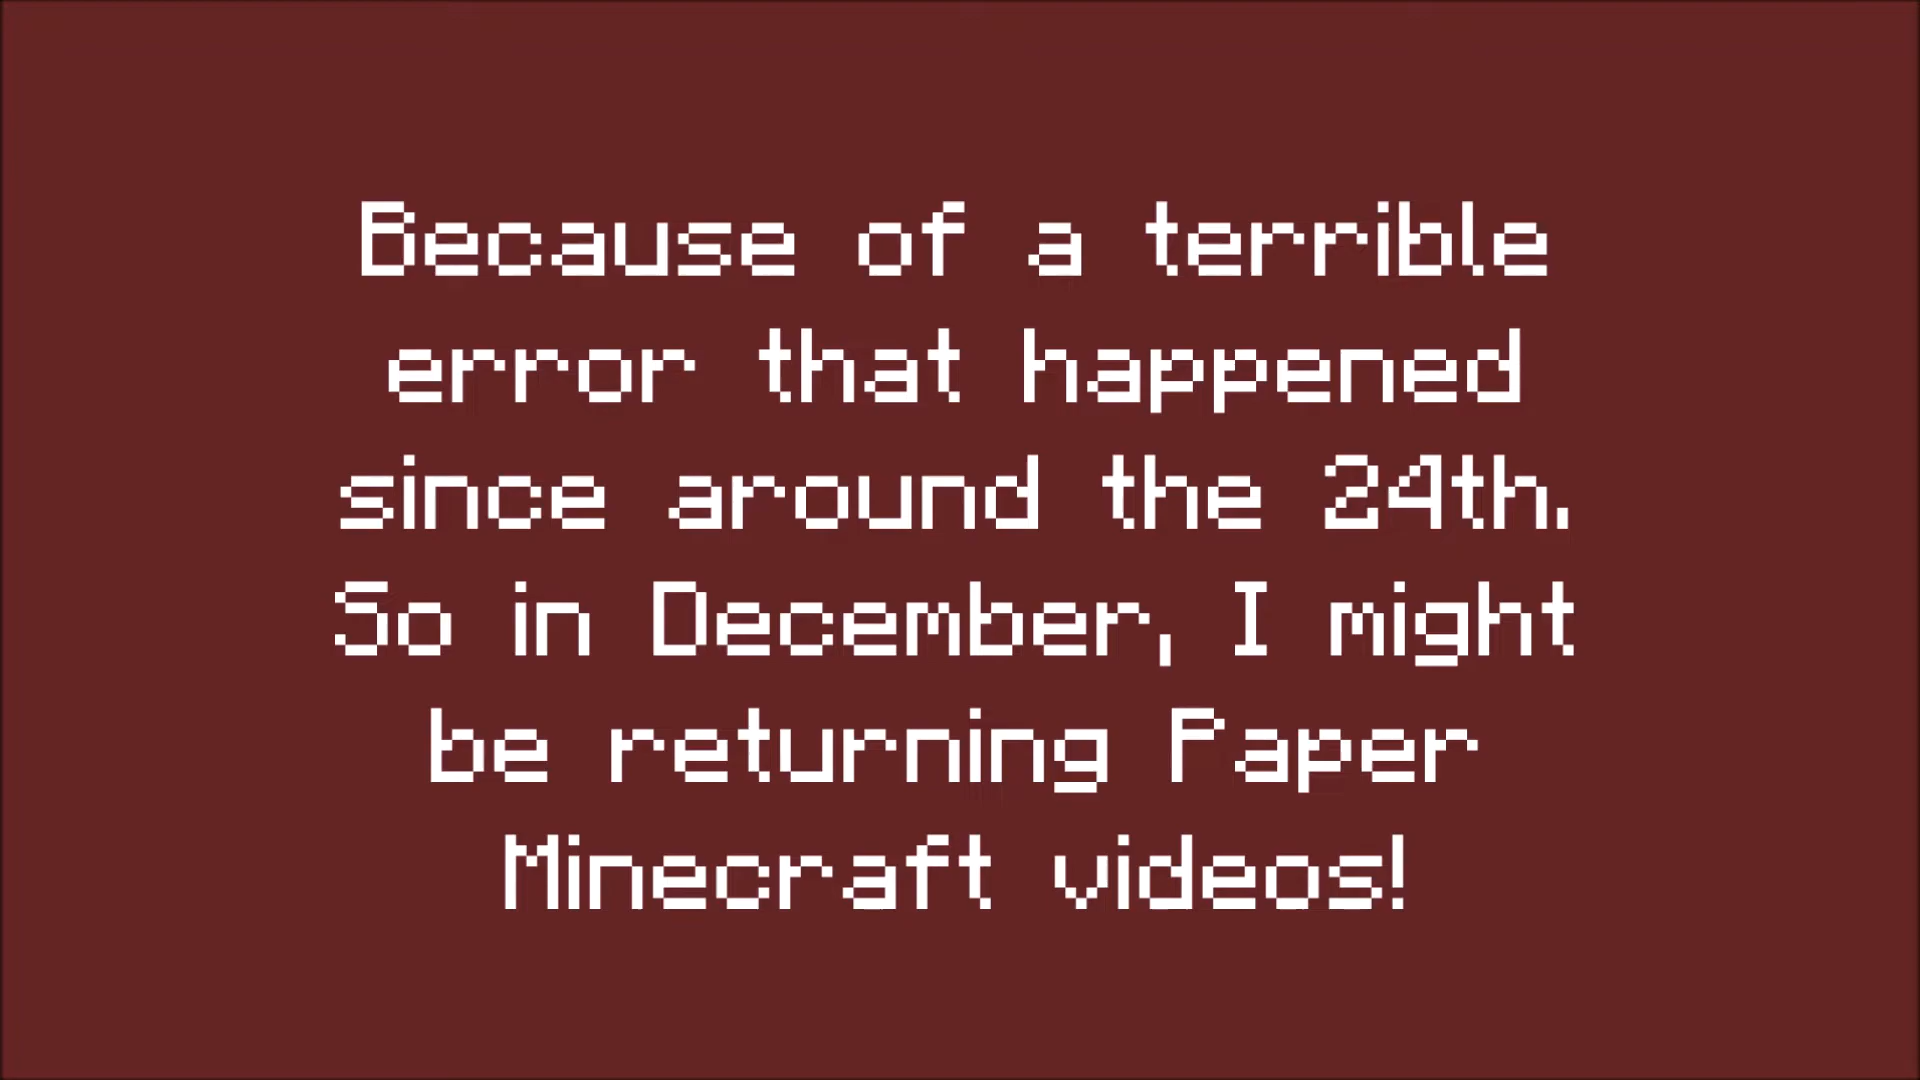 Because of a terrible
error that happened
since around the 24th.
So in December, I might
be returning Paper
Minecraft videos!